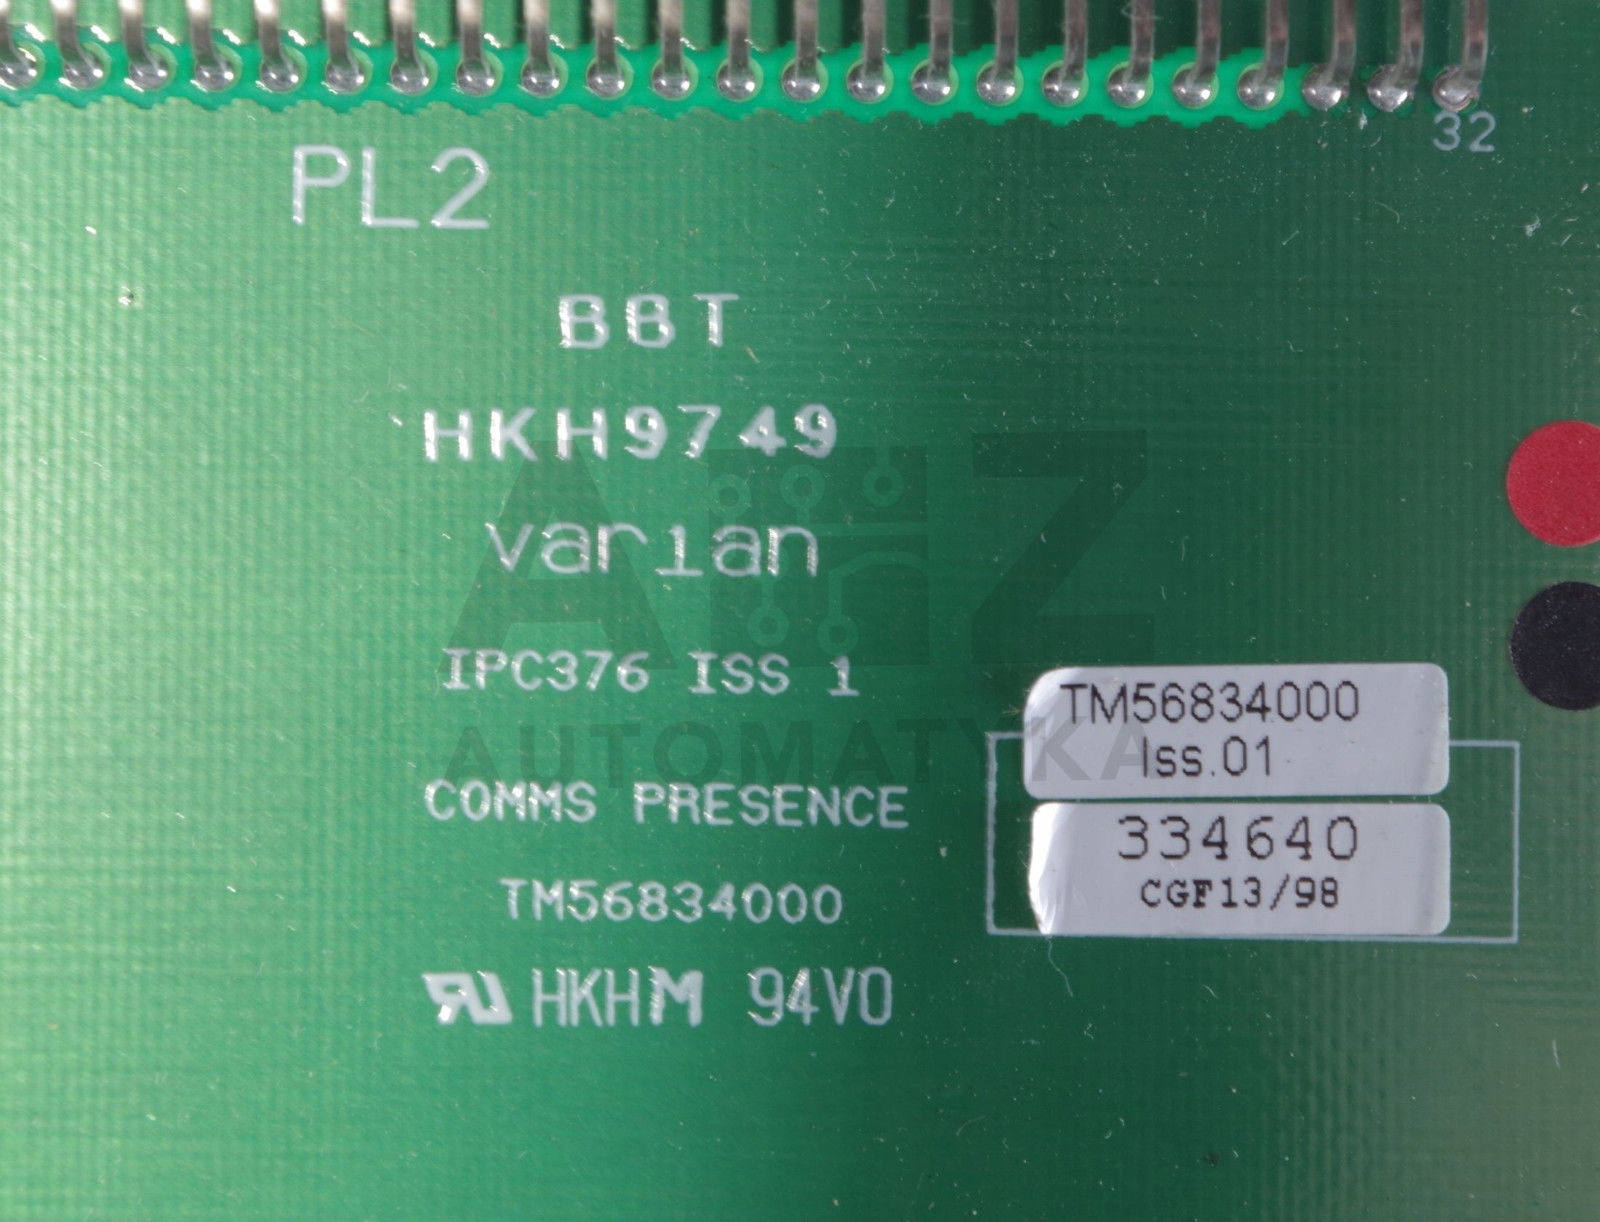 32
PL2
BBT
HKH9749
varian
IPC376 ISS 1
COMMS PRESENCE
TM56834000
HKHM 94V0
TM56834000
Iss.01
334640
CGF13/98
AHZ
AUTOMATYKA